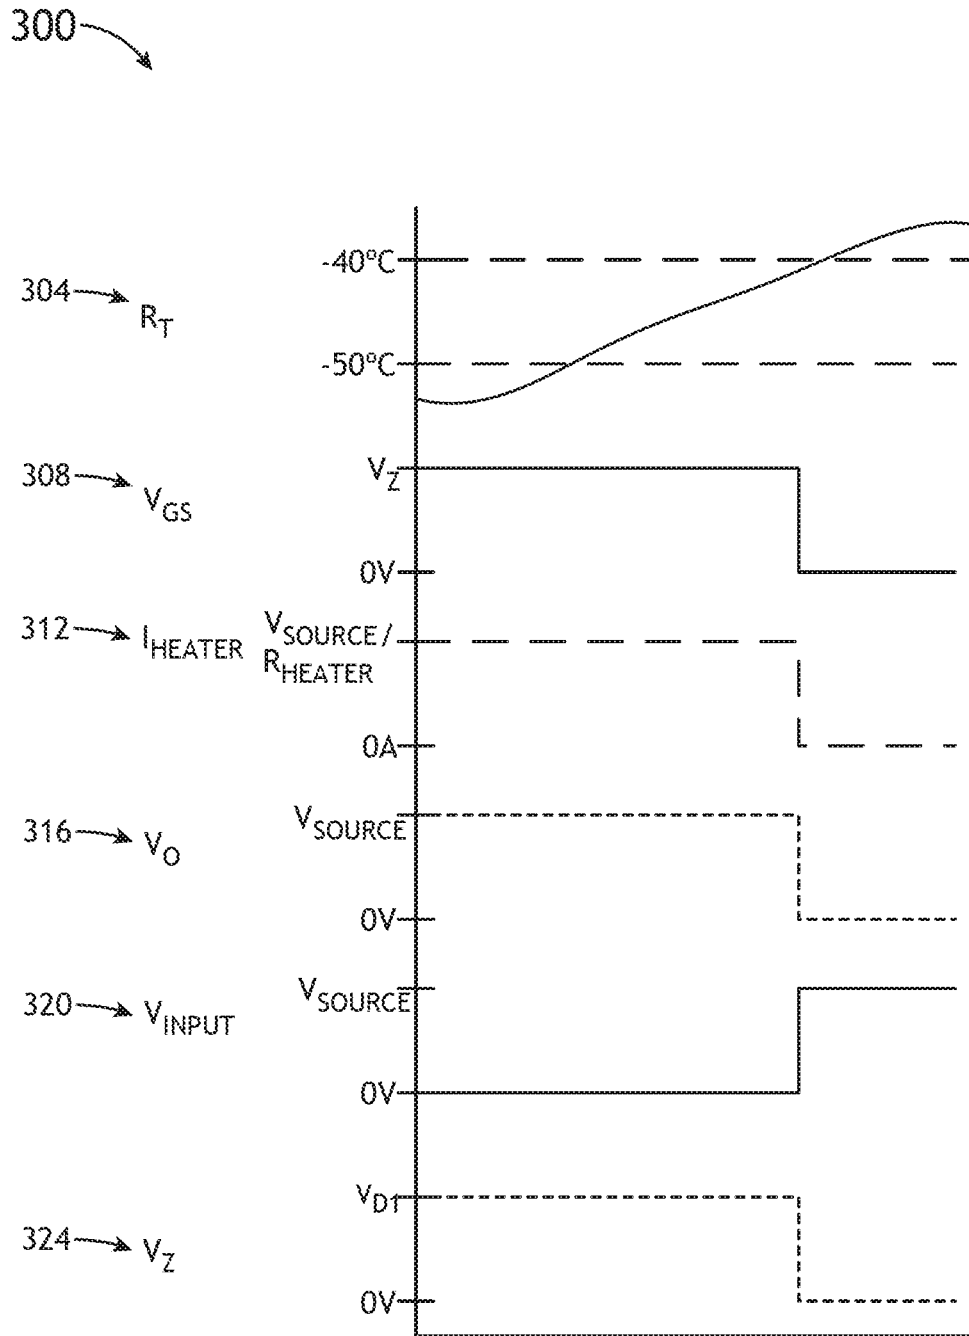 300
-40°C
304
R_T
-50°C
308
V_GS
V_Z
0V
312
I_HEATER
V_SOURCE/
R_HEATER
0A
316
V_O
V_SOURCE
0V
320
V_INPUT
V_SOURCE
0V
V_D1
324
V_Z
0V